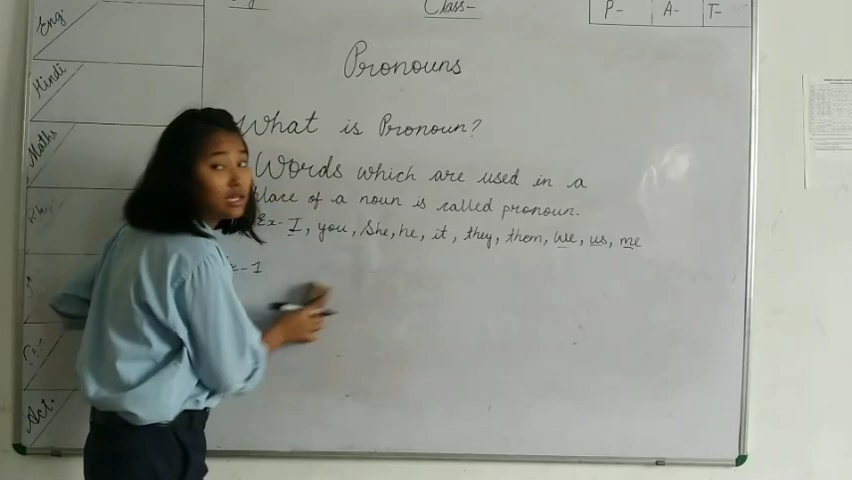 Class-
P- A- T-
Eng:
Hindi
Maths
Act.
Pronouns
What is Pronoun?
Words which are used in a
place of a noun is called pronoun.
Ex- I, you, She, he, it, they, them, we, us, me
- 1